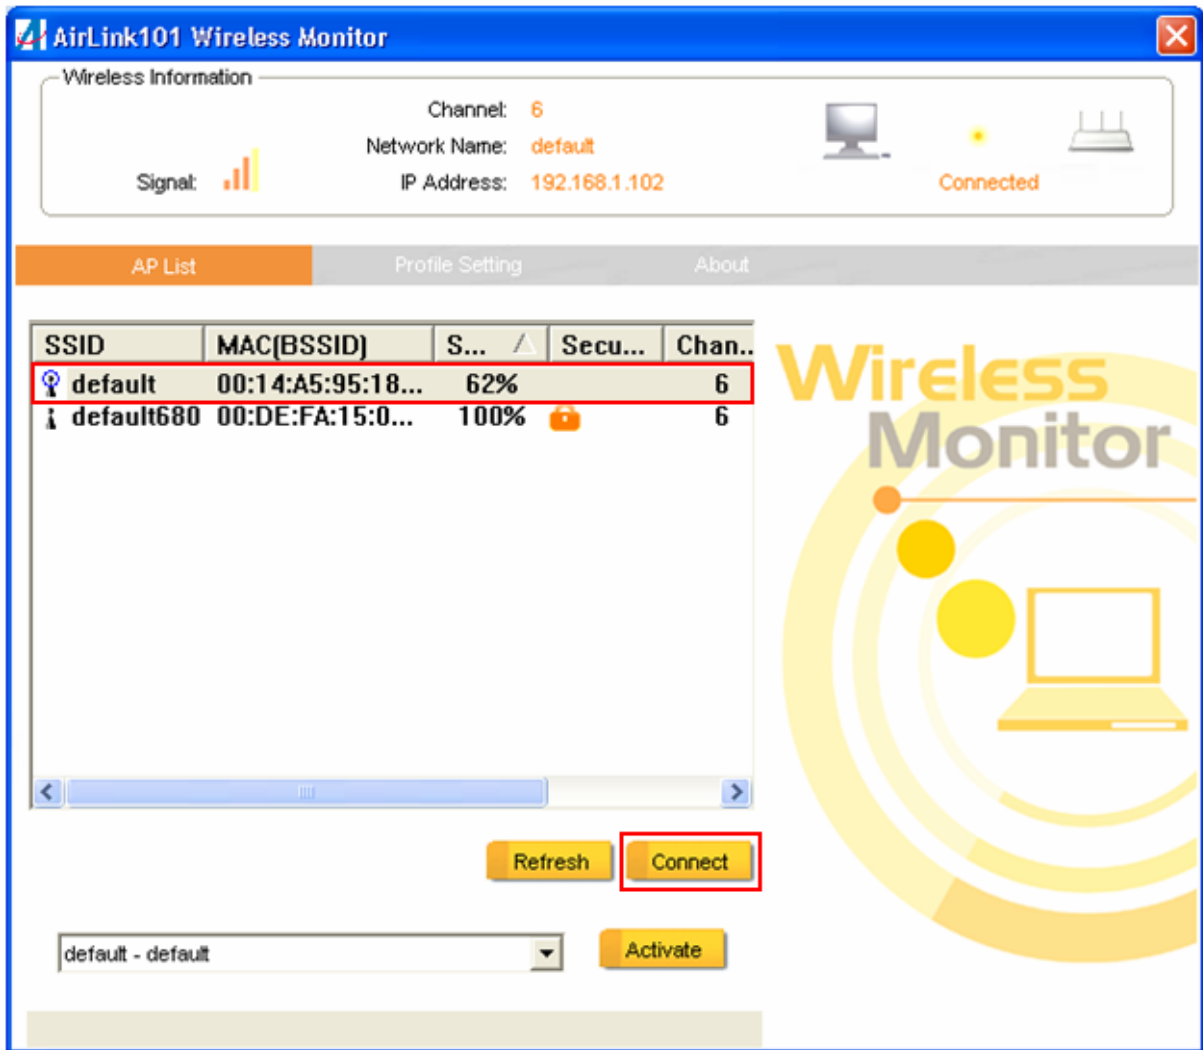 AirLink101 Wireless Monitor
Wireless Information
Channel: 6
Network Name: default
Signal: IP Address: 192.168.1.102
Connected
AP List Profile Setting About
SSID MAC(BSSID) S... Secu... Chan..
default 00:14:A5:95:18... 62% 6
default680 00:DE:FA:15:0... 100% 6
Wireless
Monitor
Refresh Connect
default - default Activate